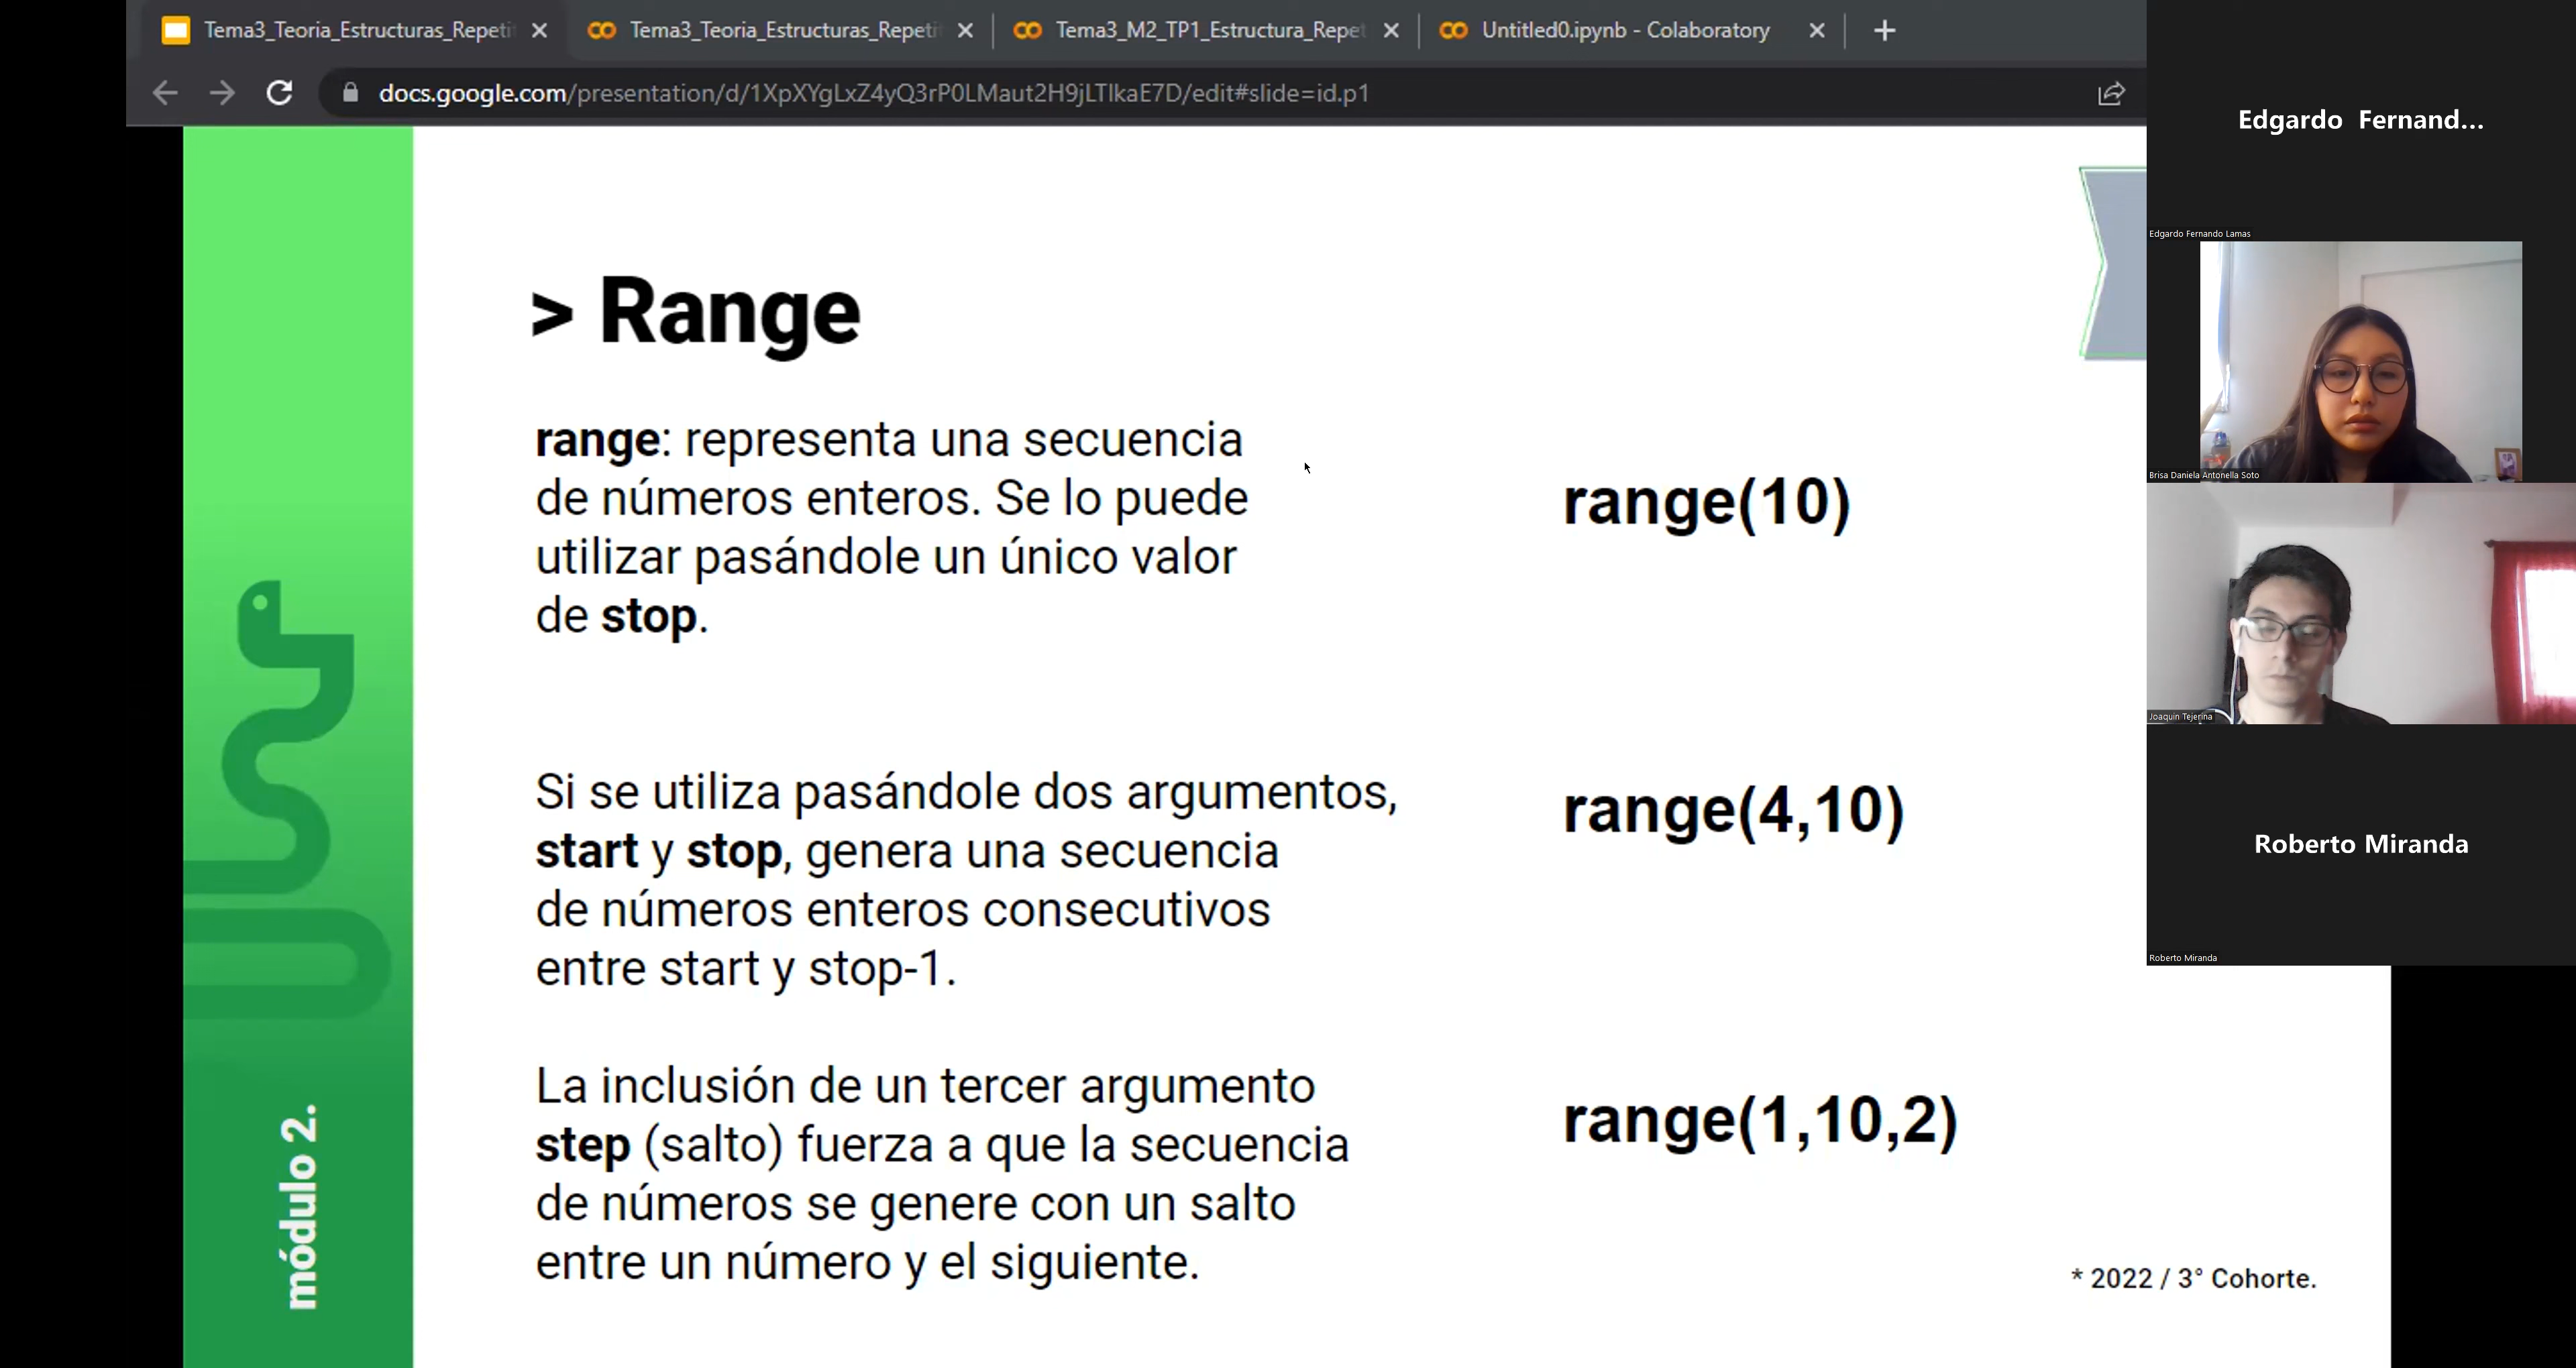 Tema3_Teoria_Estructuras_Repeti
Tema3_Teoria_Estructuras_Repeti
Tema3_M2_TP1_Estructura_Repet
Untitled0.ipynb - Colaboratory
docs.google.com/presentation/d/1XpXYgLxZ4yQ3rP0LMaut2H9jLTIkaE7D/edit#slide=id.p1
> Range
range: representa una secuencia
de números enteros. Se lo puede
utilizar pasándole un único valor
de stop.
range(10)
Si se utiliza pasándole dos argumentos,
start y stop, genera una secuencia
de números enteros consecutivos
entre start y stop-1.
range(4,10)
La inclusión de un tercer argumento
step (salto) fuerza a que la secuencia
de números se genere con un salto
entre un número y el siguiente.
range(1,10,2)
* 2022 / 3° Cohorte.
módulo 2.
Edgardo Fernand...
Edgardo Fernando Lamas
Brisa Daniela Antonella Soto
Joaquin Tejerina
Roberto Miranda
Roberto Miranda